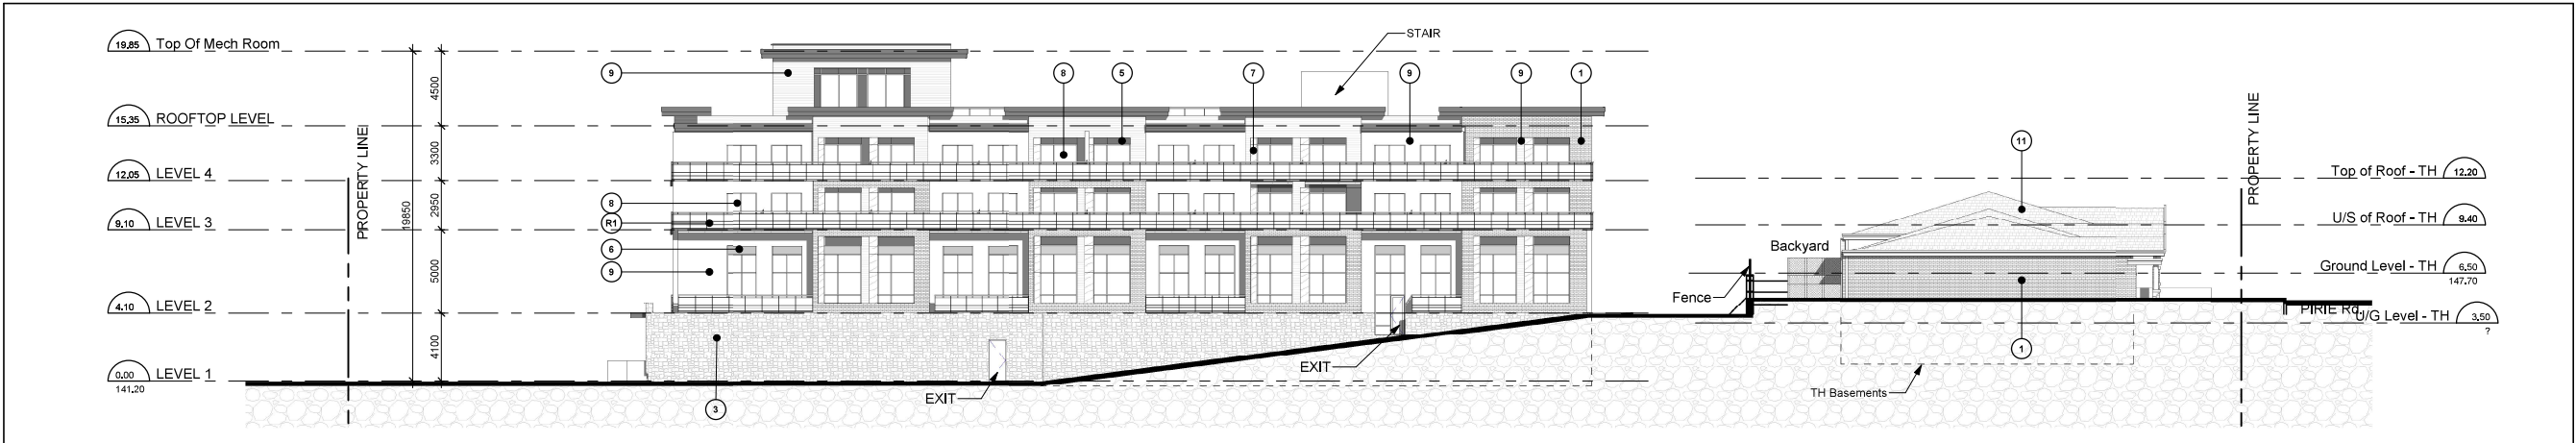 19.85 Top Of Mech Room
15.35 ROOFTOP LEVEL
12.05 LEVEL 4
9.10 LEVEL 3
4.10 LEVEL 2
0.00 LEVEL 1
141.20
PROPERTY LINE
19850
4500
3300
2950
5000
4100
9
8
5
7
9
9
1
STAIR
8
R1
6
9
3
EXIT
EXIT
Fence
Backyard
11
1
TH Basements
PROPERTY LINE
Top of Roof - TH 12.20
U/S of Roof - TH 9.40
Ground Level - TH 6.50
147.70
PIRIE Rd.
U/G Level - TH 3.50
?